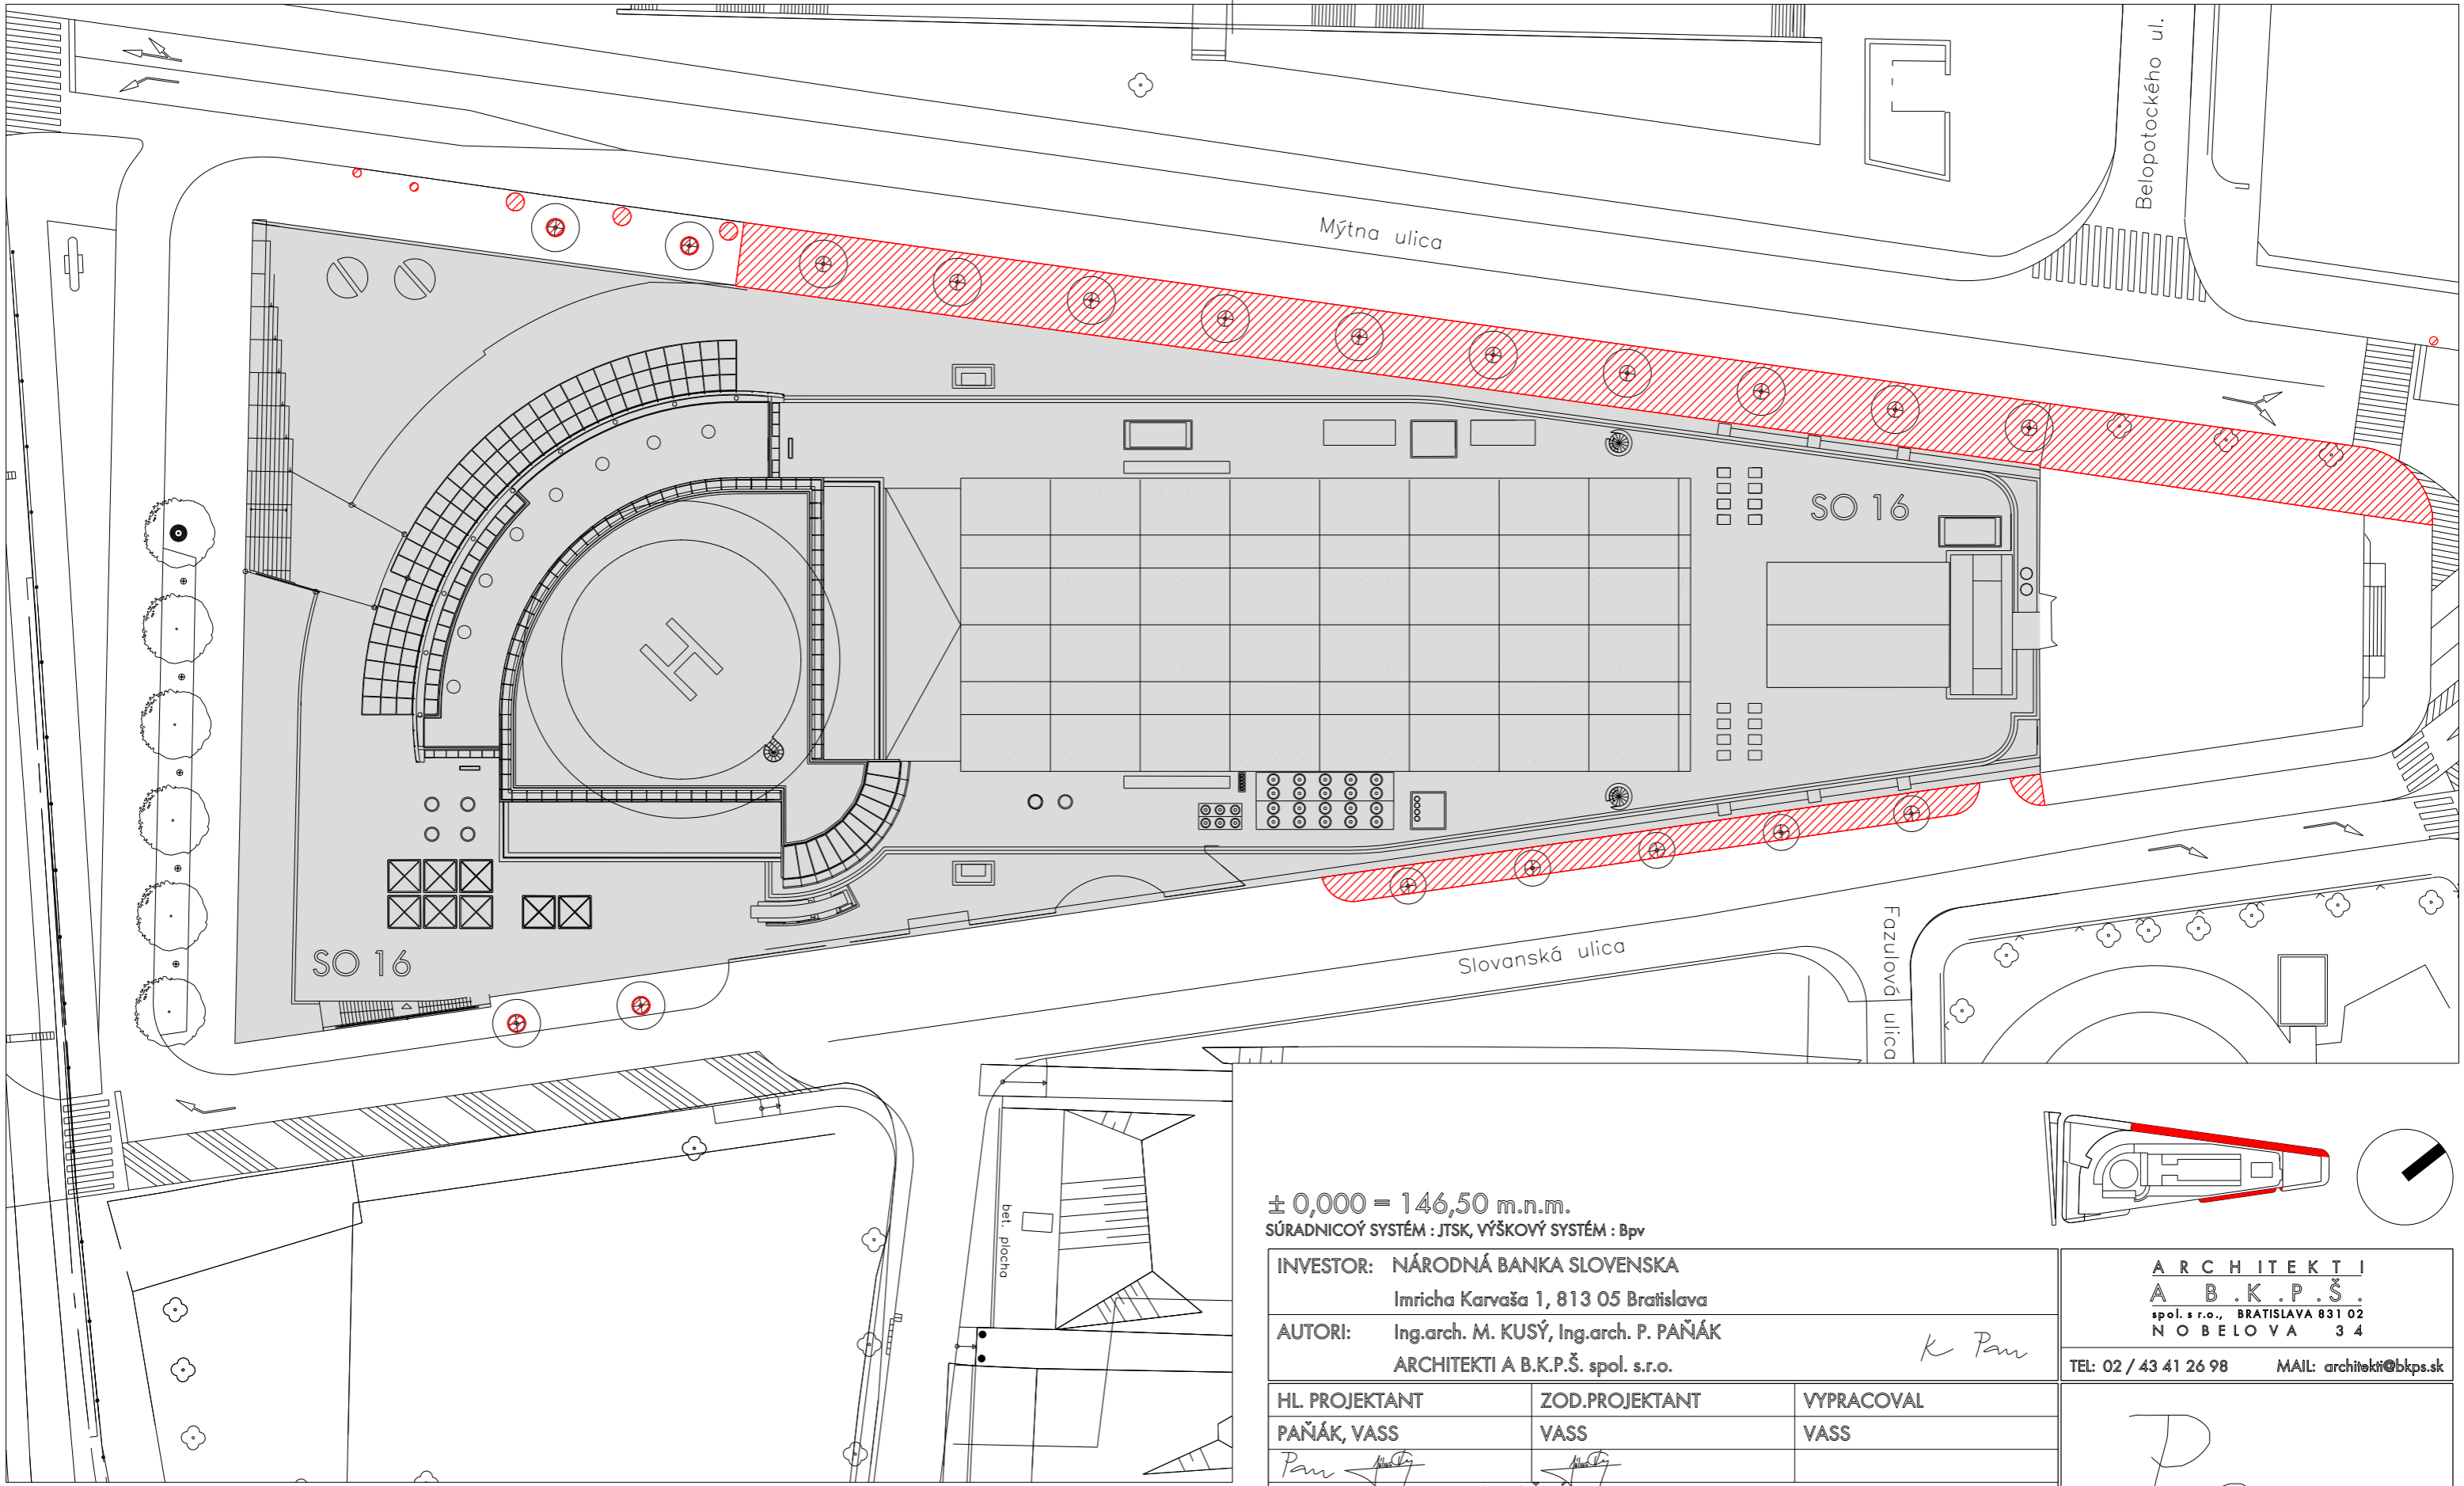 Belopotockého ul.
Mýtna ulica
SO 16
H
SO 16
Slovanská ulica
Fazulová ulica
bet. plocha
± 0,000 = 146,50 m.n.m.
SÚRADNICOÝ SYSTÉM : JTSK, VÝŠKOVÝ SYSTÉM : Bpv
INVESTOR: NÁRODNÁ BANKA SLOVENSKA
Imricha Karvaša 1, 813 05 Bratislava
AUTORI: Ing.arch. M. KUSÝ, Ing.arch. P. PAŇÁK
ARCHITEKTI A B.K.P.Š. spol. s.r.o.
K Pan
ARCHITEKTI
A B.K.P.Š.
spol. s r.o., BRATISLAVA 831 02
NOBELOVA 34
TEL: 02 / 43 41 26 98 MAIL: architekti@bkps.sk
HL. PROJEKTANT ZOD.PROJEKTANT VYPRACOVAL
PAŇÁK, VASS VASS VASS
Pan